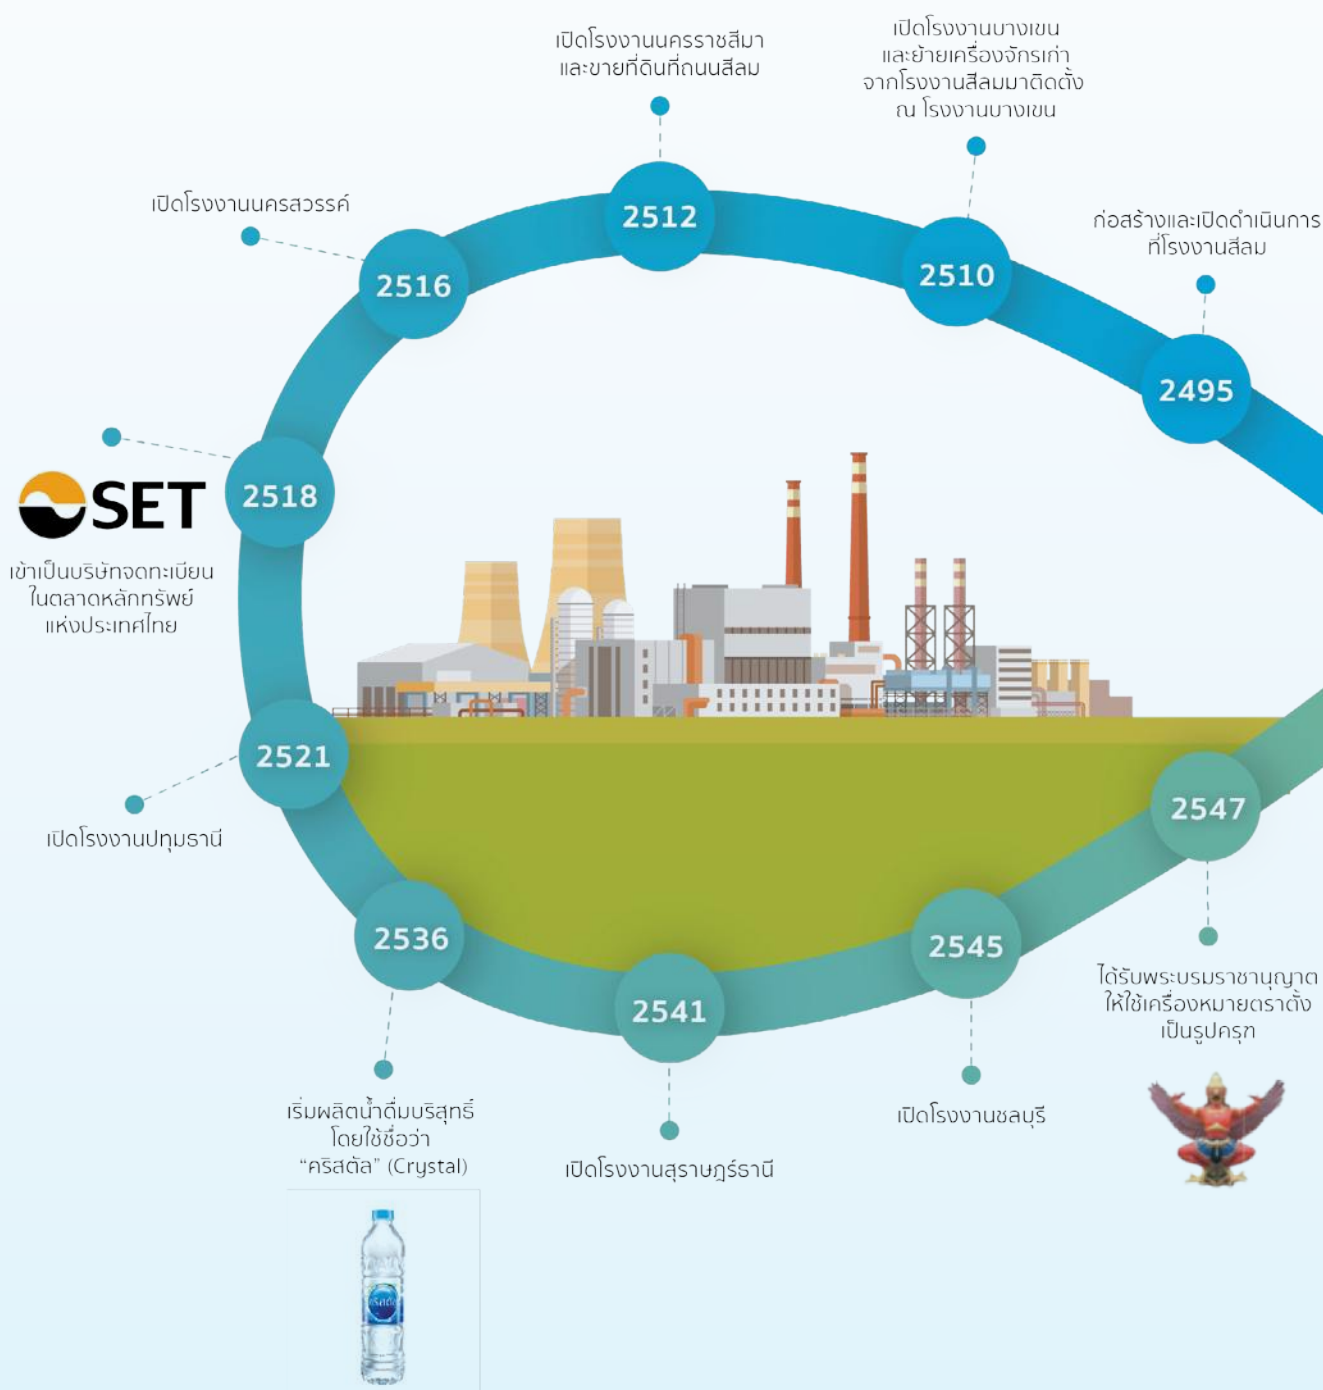 เปิดโรงงานนครราชสีมา
และขายที่ดินที่ถนนสีลม
เปิดโรงงานบางเขน
และย้ายเครื่องจักรเก่า
จากโรงงานสีลมมาติดตั้ง
ณ โรงงานบางเขน
เปิดโรงงานนครสวรรค์
ก่อสร้างและเปิดดำเนินการ
ที่โรงงานสีลม
2512
2510
2516
2495
2518
SET
เข้าเป็นบริษัทจดทะเบียน
ในตลาดหลักทรัพย์
แห่งประเทศไทย
2521
เปิดโรงงานปทุมธานี
2547
2536
2545
2541
ได้รับพระบรมราชานุญาต
ให้ใช้เครื่องหมายตราตั้ง
เป็นรูปครุฑ
เริ่มผลิตน้ำดื่มบริสุทธิ์
โดยใช้ชื่อว่า
“คริสตัล” (Crystal)
เปิดโรงงานสุราษฎร์ธานี
เปิดโรงงานชลบุรี
คริสตัล